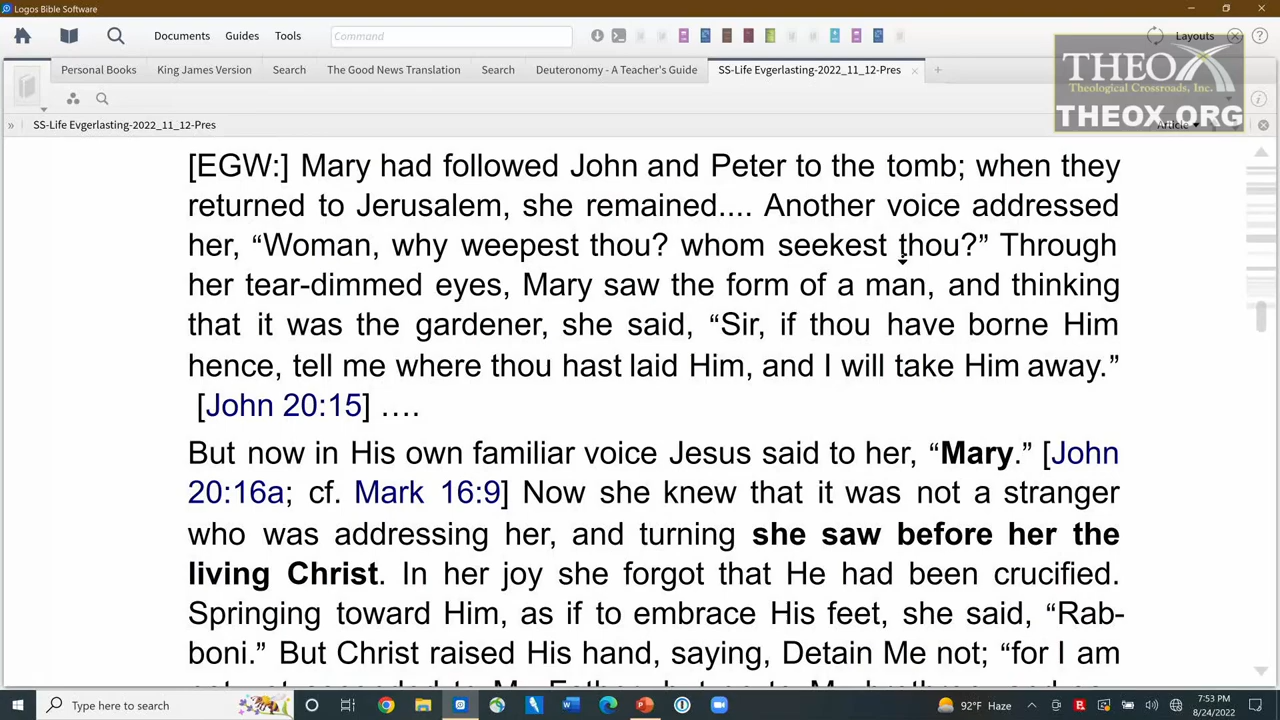 Logos Bible Software
Documents Guides Tools Command Layouts
Personal Books King James Version Search The Good News Translation Search Deuteronomy - A Teacher's Guide SS-Life Evgerlasting-2022_11_12-Pres
THEOX
Theological Crossroads, Inc.
THEOX.ORG
SS-Life Evgerlasting-2022_11_12-Pres Article
[EGW:] Mary had followed John and Peter to the tomb; when they
returned to Jerusalem, she remained.... Another voice addressed
her, “Woman, why weepest thou? whom seekest thou?” Through
her tear-dimmed eyes, Mary saw the form of a man, and thinking
that it was the gardener, she said, “Sir, if thou have borne Him
hence, tell me where thou hast laid Him, and I will take Him away.”
[John 20:15] ….
But now in His own familiar voice Jesus said to her, “Mary.” [John
20:16a; cf. Mark 16:9] Now she knew that it was not a stranger
who was addressing her, and turning she saw before her the
living Christ. In her joy she forgot that He had been crucified.
Springing toward Him, as if to embrace His feet, she said, “Rab-
boni.” But Christ raised His hand, saying, Detain Me not; “for I am
Type here to search
92°F Haze
7:53 PM
8/24/2022